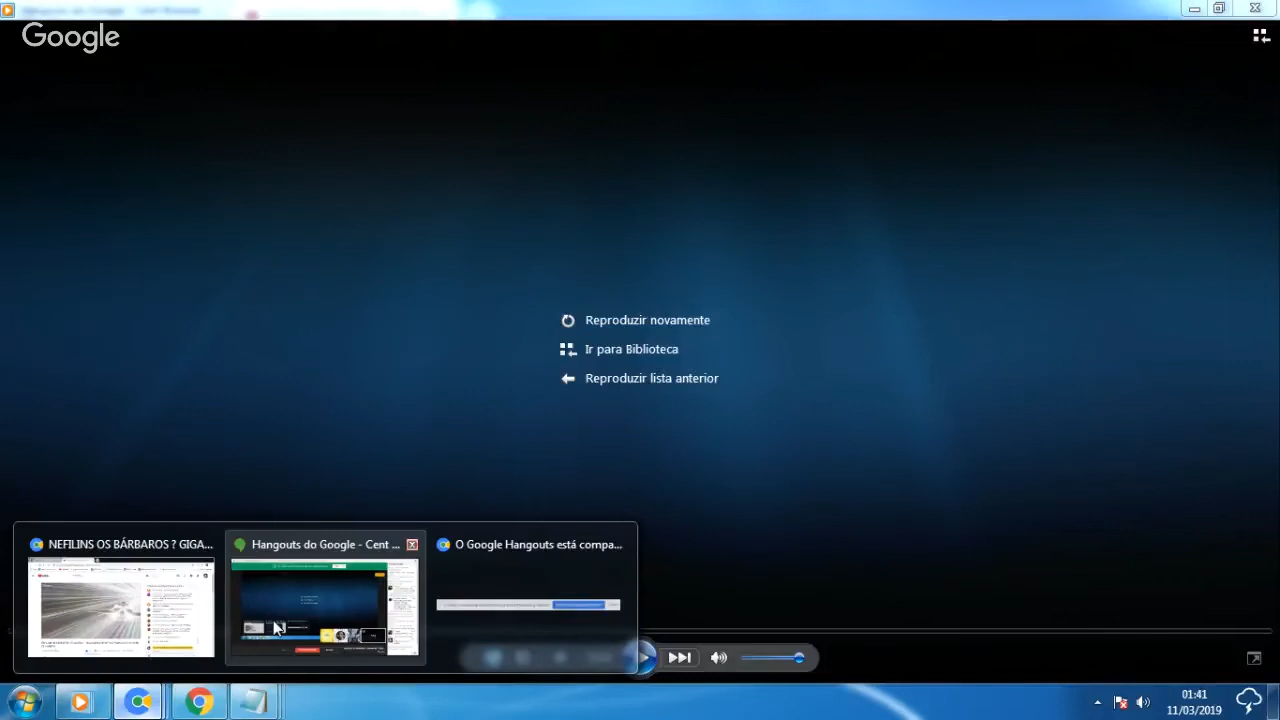 Google
Reproduzir novamente
Ir para Biblioteca
Reproduzir lista anterior
NEFILINS OS BÁRBAROS ? GIGA...
Hangouts do Google - Cent ...
O Google Hangouts está compa...
01:41
11/03/2019